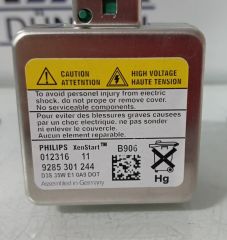 CAUTION
ATTENTION
HIGH VOLTAGE
HAUTE TENSION
To avoid personnel injury from electric
shock, do not probe or remove cover.
No serviceable components.
Pour eviter des blessures graves causees
par un choc electrique, ne pas sonder
ni enlever le couvercle.
Aucun element reparable.
PHILIPS XenStart™ B906
012316 11
9285 301 244
D3S 35W E1 0A9 DOT
Assembled in Germany
Hg